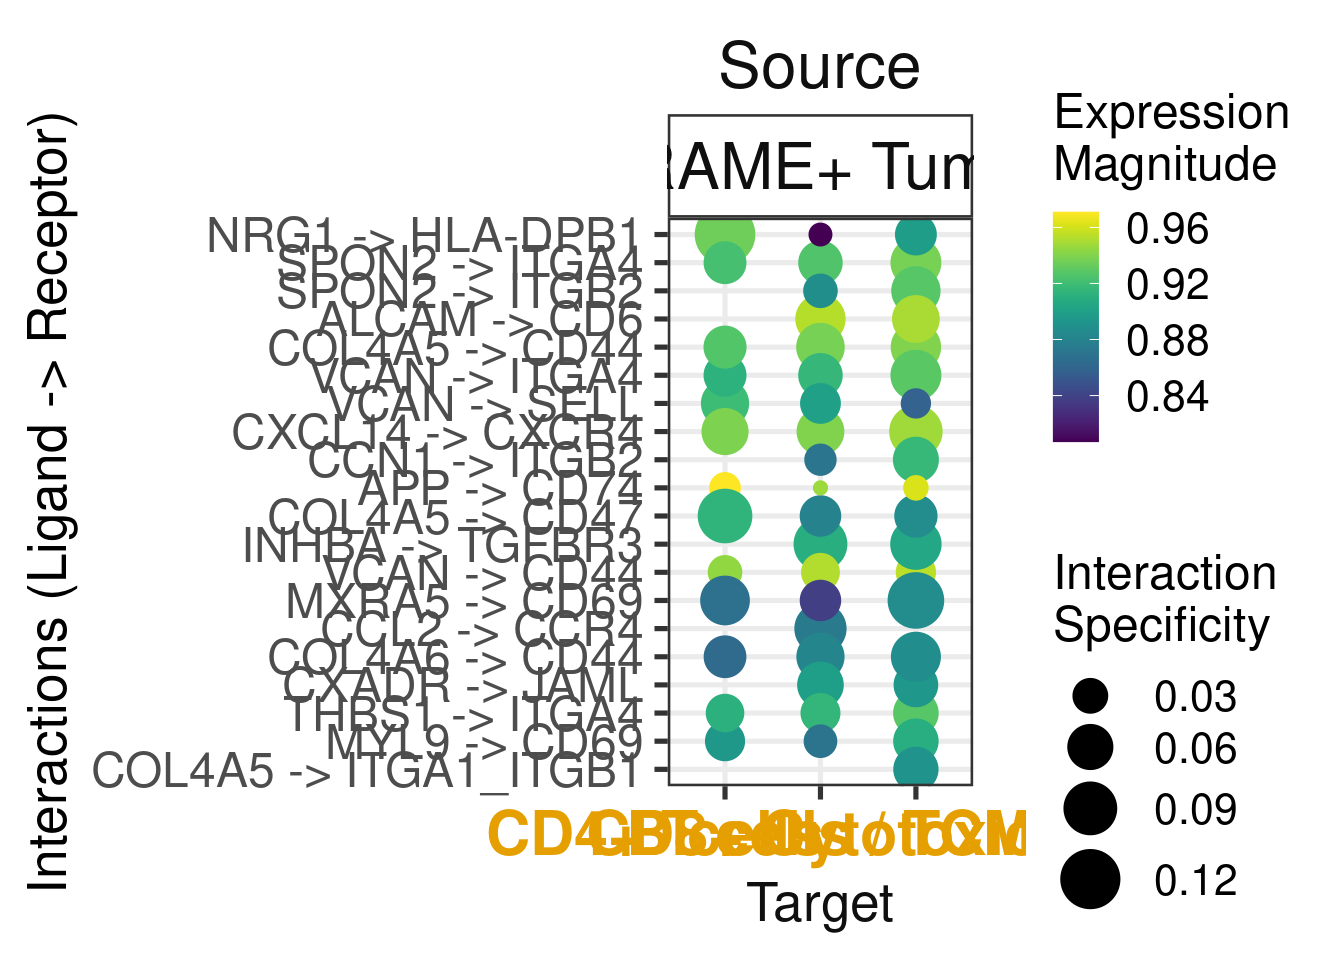 Source
RAME+ Tum
Interactions (Ligand -> Receptor)
NRG1 -> HLA-DPB1
SPON2 -> ITGA4
SPON2 -> ITGB2
ALCAM -> CD6
COL4A5 -> CD44
VCAN -> ITGA4
VCAN -> SELL
CXCL14 -> CXCR4
CCN1 -> ITGB2
APP -> CD74
COL4A5 -> CD47
INHBA -> TGFBR3
VCAN -> CD44
MXRA5 -> CD69
CCL2 -> CCR4
COL4A6 -> CD44
CXADR -> JAML
THBS1 -> ITGA4
MYL9 -> CD69
COL4A5 -> ITGA1_ITGB1
Target
Expression
Magnitude
0.96
0.92
0.88
0.84
Interaction
Specificity
0.03
0.06
0.09
0.12